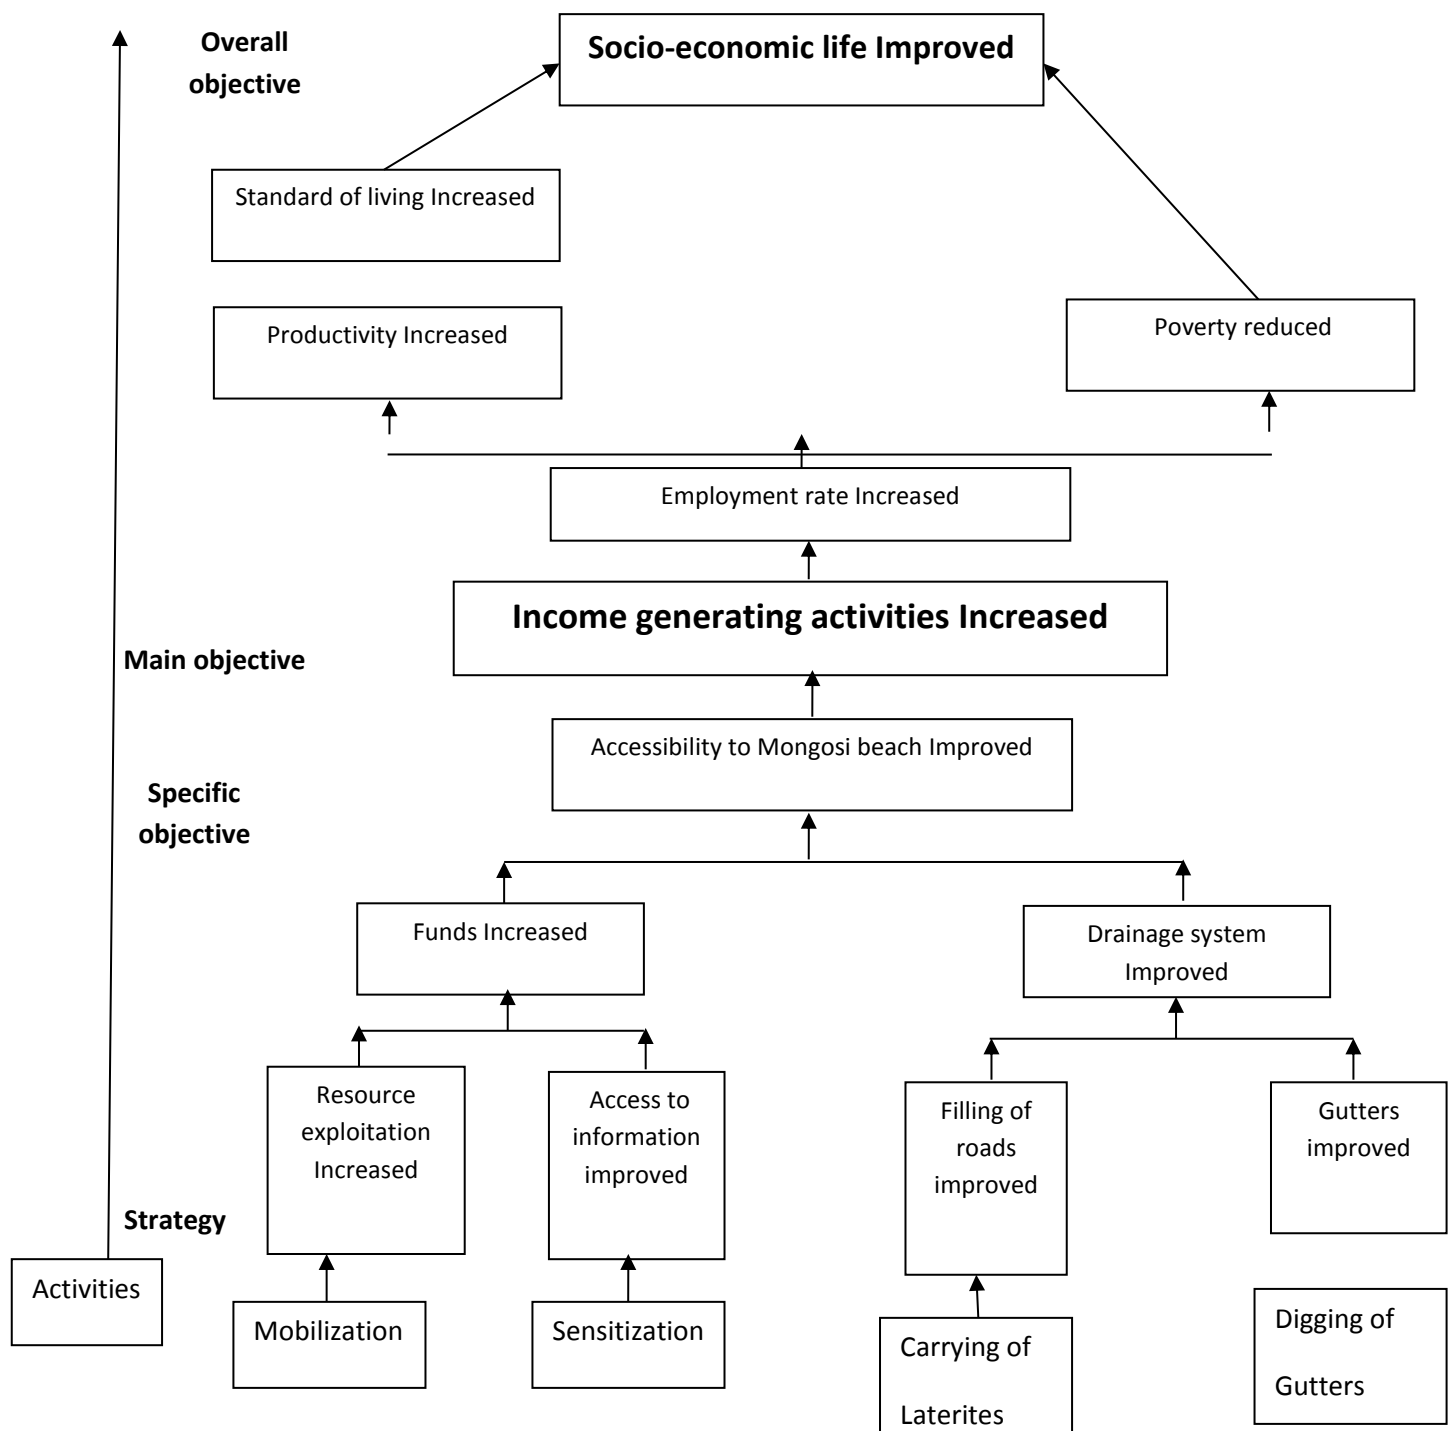 Overall
objective
Socio-economic life Improved
Standard of living Increased
Productivity Increased
Poverty reduced
Employment rate Increased
Income generating activities Increased
Main objective
Accessibility to Mongosi beach Improved
Specific
objective
Funds Increased
Drainage system
Improved
Resource
exploitation
Increased
Access to
information
improved
Filling of
roads
improved
Gutters
improved
Strategy
Activities
Mobilization
Sensitization
Carrying of
Laterites
Digging of
Gutters